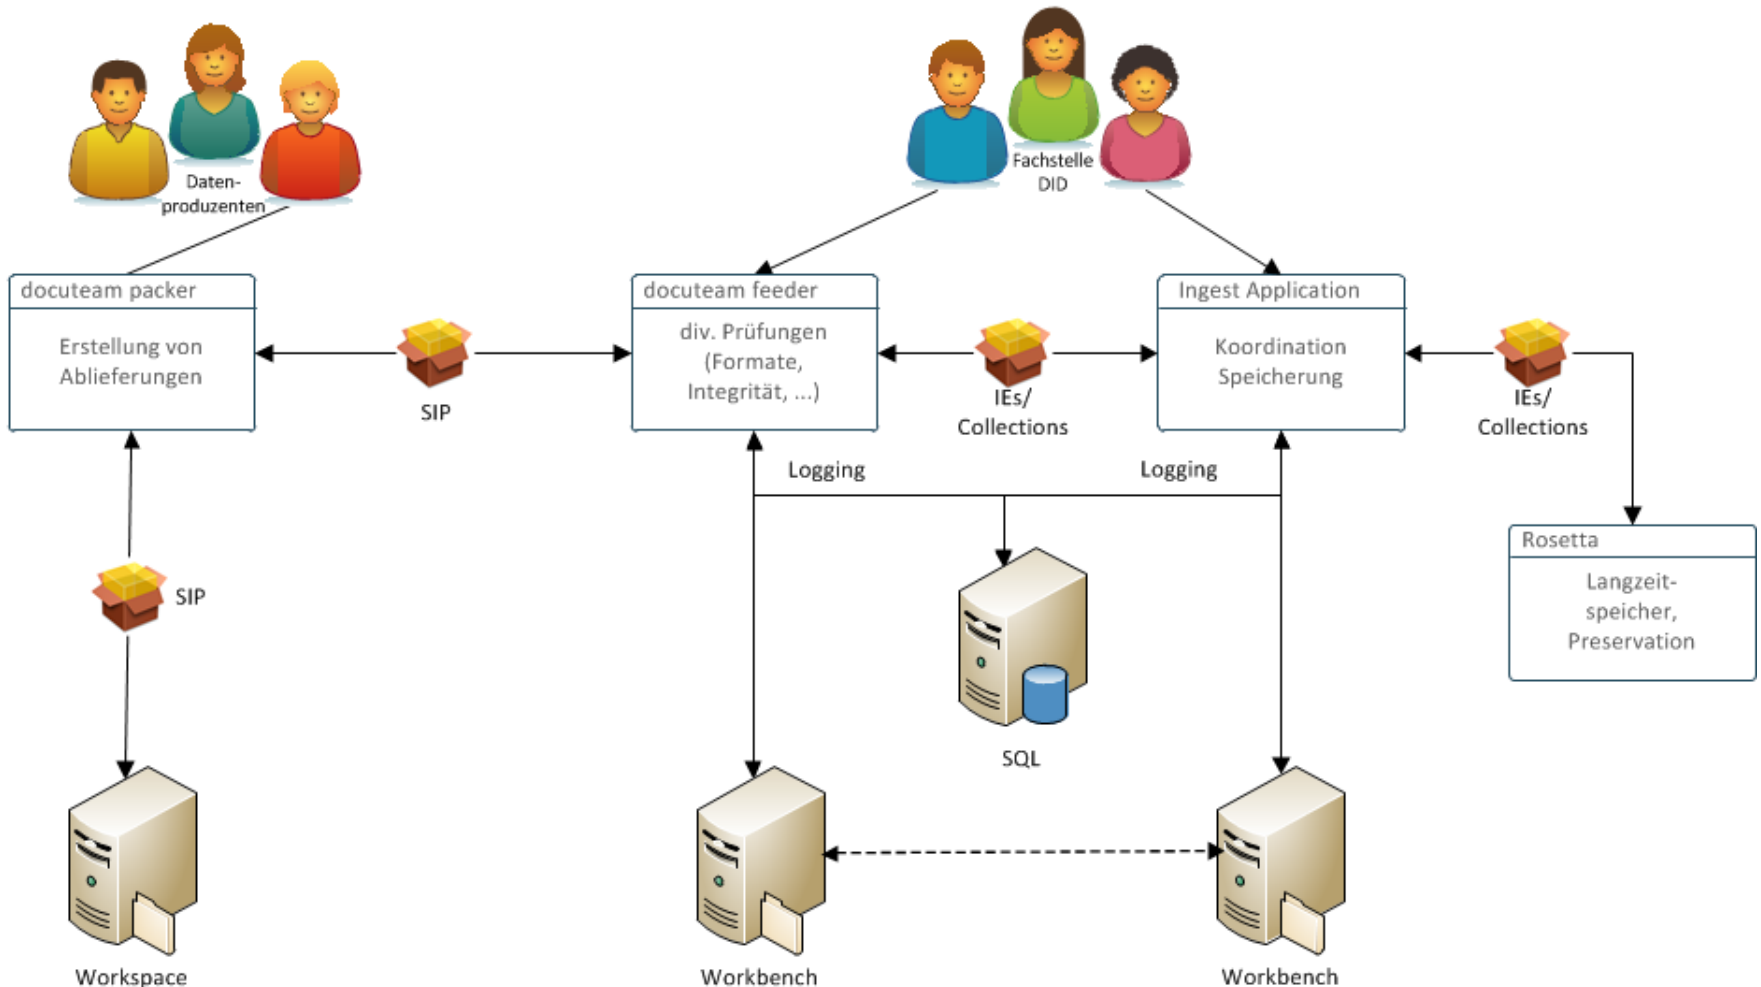 Daten-
produzenten
Fachstelle
DID
docuteam packer
Erstellung von
Ablieferungen
SIP
docuteam feeder
div. Prüfungen
(Formate,
Integrität, ...)
IEs/
Collections
Ingest Application
Koordination
Speicherung
IEs/
Collections
Logging
Logging
Rosetta
Langzeit-
speicher,
Preservation
SIP
SQL
Workspace
Workbench
Workbench